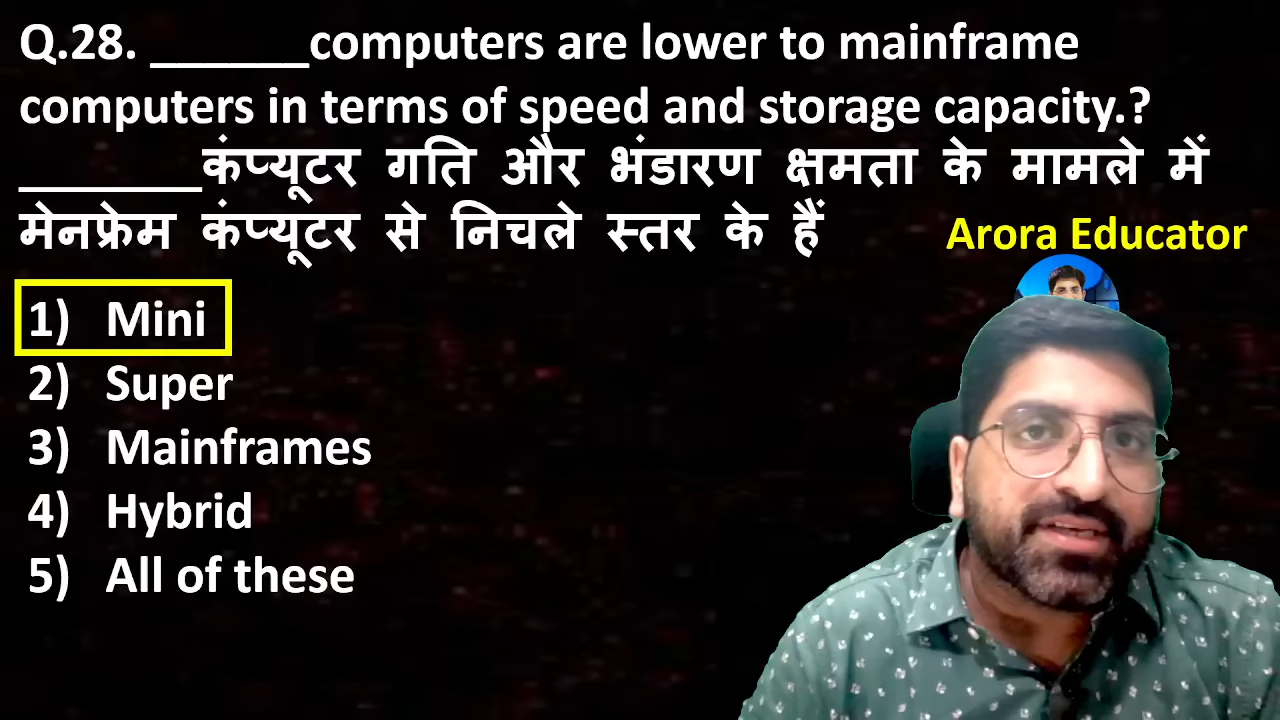 Q.28. ______computers are lower to mainframe
computers in terms of speed and storage capacity.?
_______कंप्यूटर गति और भंडारण क्षमता के मामले में
मेनफ्रेम कंप्यूटर से निचले स्तर के हैं
Arora Educator
1) Mini
2) Super
3) Mainframes
4) Hybrid
5) All of these